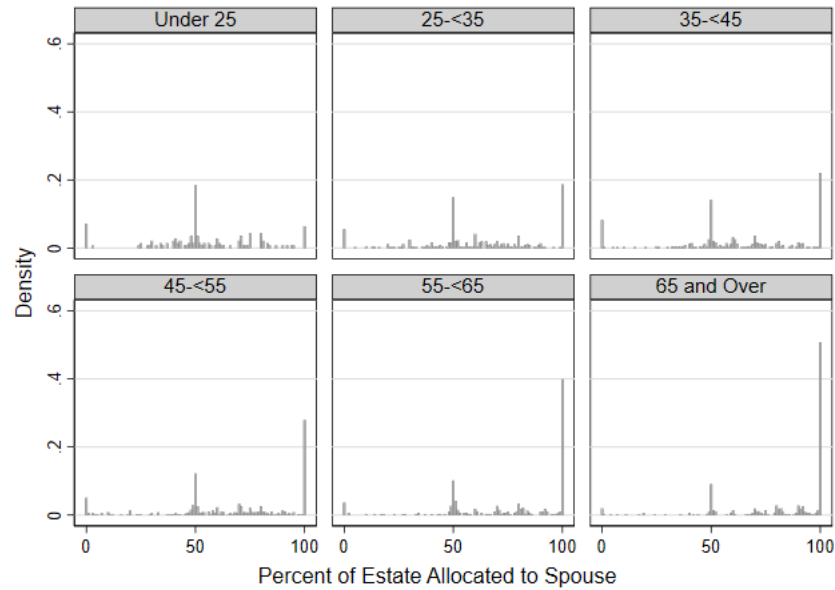 Under 25
25-<35
35-<45
.6
.4
.2
0
45-<55
55-<65
65 and Over
.6
.4
.2
0
Density
0 50 100
0 50 100
0 50 100
Percent of Estate Allocated to Spouse